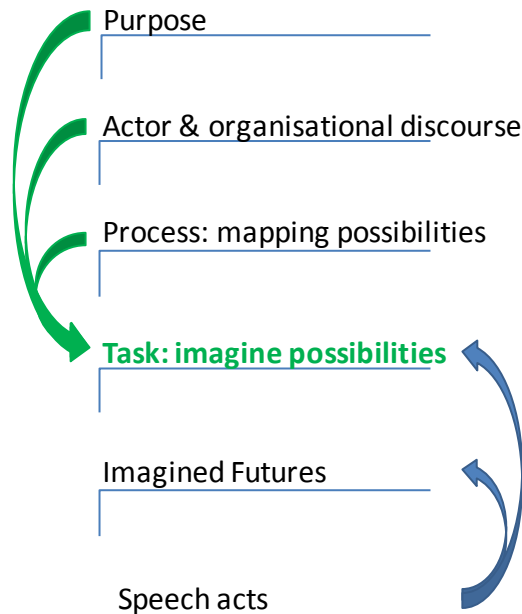 Purpose
Actor & organisational discourse
Process: mapping possibilities
Task: imagine possibilities
Imagined Futures
Speech acts